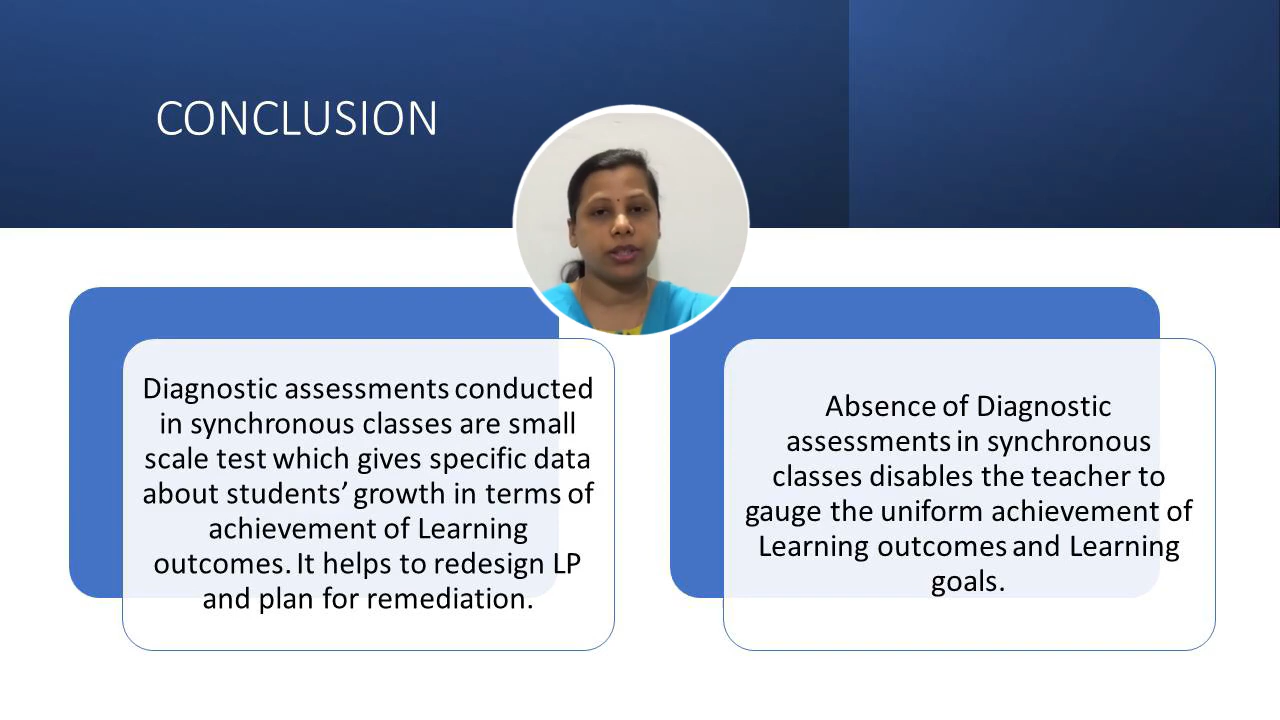 CONCLUSION
Diagnostic assessments conducted
in synchronous classes are small
scale test which gives specific data
about students’ growth in terms of
achievement of Learning
outcomes. It helps to redesign LP
and plan for remediation.
Absence of Diagnostic
assessments in synchronous
classes disables the teacher to
gauge the uniform achievement of
Learning outcomes and Learning
goals.